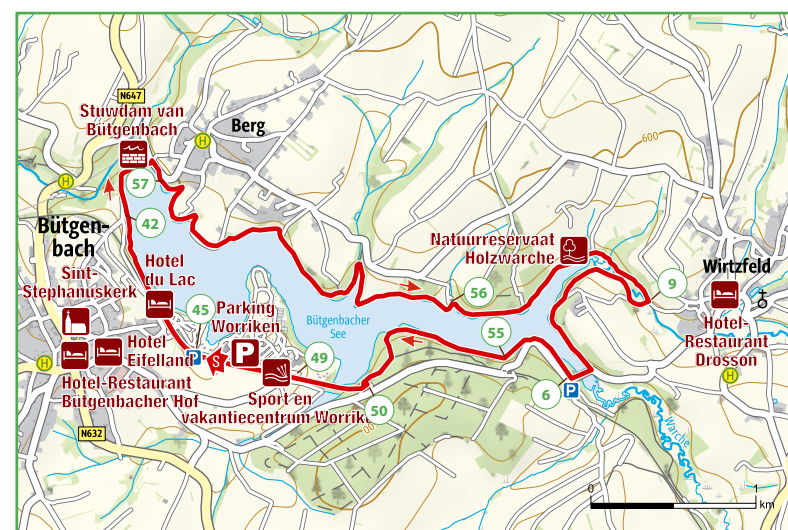 N647
Stuwdam van
Bütgenbach
H
Berg
600
57
42
H
Bütgen-
bach
Sint-
Stephanuskerk
Hotel
du Lac
45
Parking
Worriken
P
P
S
Bütgenbacher
See
Natuurreservaat
Holzwarche
56
55
9
Wirtzfeld
Hotel-
Restaurant
Drosson
H
Hotel
Eifelland
H
Hotel-Restaurant
Bütgenbacher Hof
49
Sport en
vakantiecentrum Worriken
50
6
P
Warche
N632
0
1
km